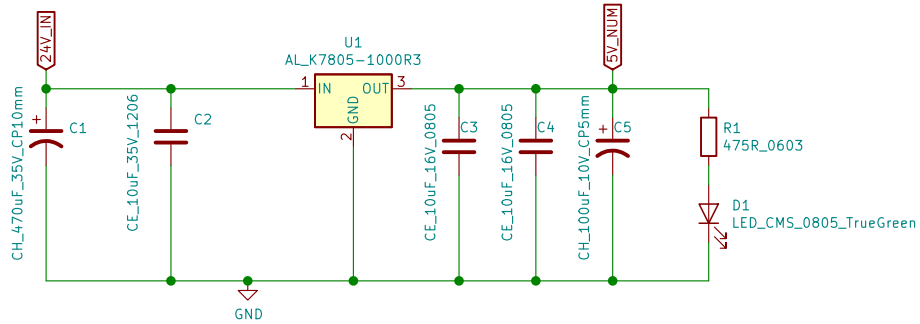 24V_IN
5V_NUM
U1
AL_K7805-1000R3
1
IN
OUT
3
GND
2
+
C1
CH_470uF_35V_CP10mm
C2
CE_10uF_35V_1206
C3
CE_10uF_16V_0805
C4
CE_10uF_16V_0805
+
C5
CH_100uF_10V_CP5mm
R1
475R_0603
D1
LED_CMS_0805_TrueGreen
GND